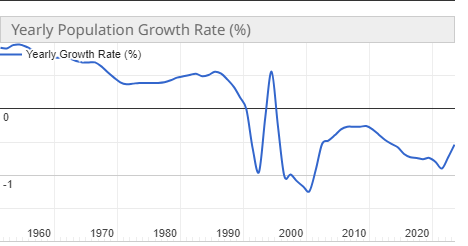 Yearly Population Growth Rate (%)
Yearly Growth Rate (%)
0
-1
1960 1970 1980 1990 2000 2010 2020